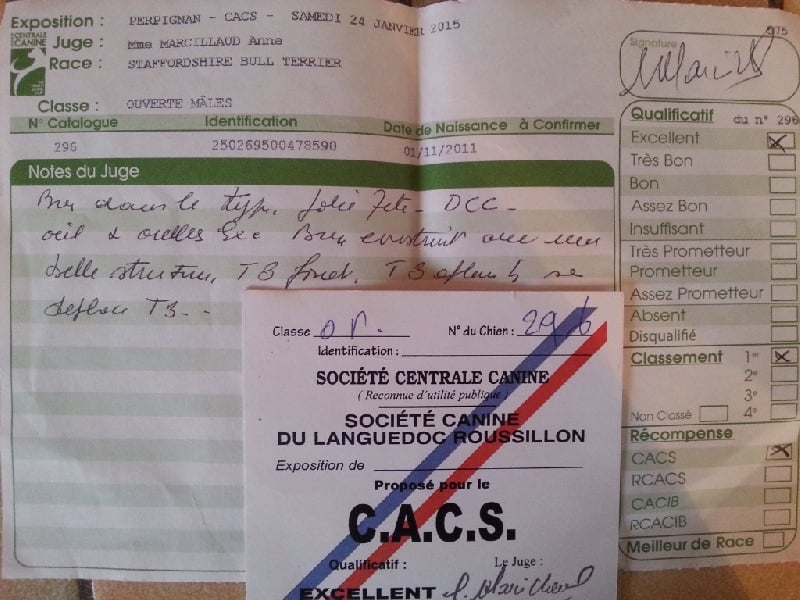 Exposition : PERPIGNAN - CACS - SAMEDI 24 JANVIER 2015
CENTRALE
CANINE
Juge : Mme MARCILLAUD Anne
Race : STAFFORDSHIRE BULL TERRIER
Classe : OUVERTE MÂLES
N° Catalogue Identification Date de Naissance à Confirmer
296 250269500478590 01/11/2011
Notes du Juge
dans le type. Jolie tête - DCC -
oeil & oreilles Exc Bien construit avec une
belle structure, TB fouet, TB
TB - -
975
Signature
Qualificatif du n° 296
Excellent
Très Bon
Bon
Assez Bon
Insuffisant
Très Prometteur
Prometteur
Assez Prometteur
Absent
Disqualifié
Classement 1er
2e
3e
Non Classé 4e
Récompense
CACS
RCACS
CACIB
RCACIB
Meilleur de Race
Classe N° du Chien : 296
Identification :
SOCIÉTÉ CENTRALE CANINE
( Reconnue d'utilité publique )
SOCIÉTÉ CANINE
DU LANGUEDOC ROUSSILLON
Exposition de
Proposé pour le
C.A.C.S.
Qualificatif : Le Juge :
EXCELLENT